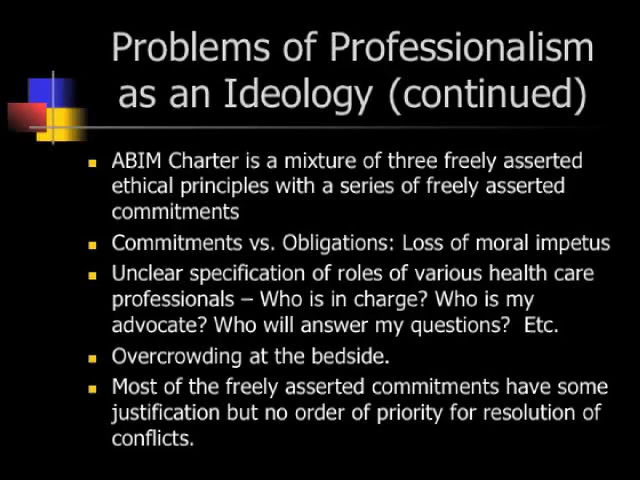 Problems of Professionalism
as an Ideology (continued)
ABIM Charter is a mixture of three freely asserted
ethical principles with a series of freely asserted
commitments
Commitments vs. Obligations: Loss of moral impetus
Unclear specification of roles of various health care
professionals – Who is in charge? Who is my
advocate? Who will answer my questions?  Etc.
Overcrowding at the bedside.
Most of the freely asserted commitments have some
justification but no order of priority for resolution of
conflicts.